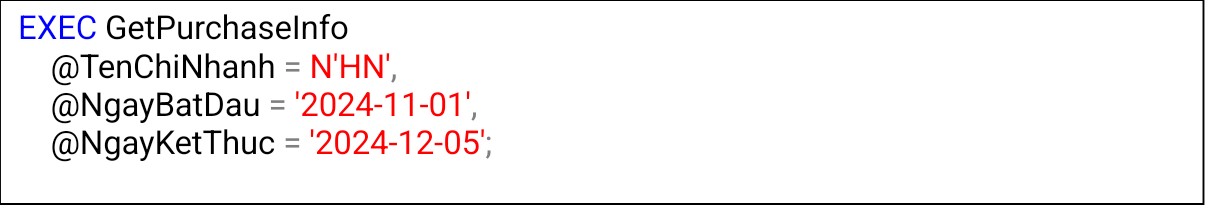 EXEC GetPurchaseInfo
@TenChiNhanh = N'HN',
@NgayBatDau = '2024-11-01',
@NgayKetThuc = '2024-12-05';